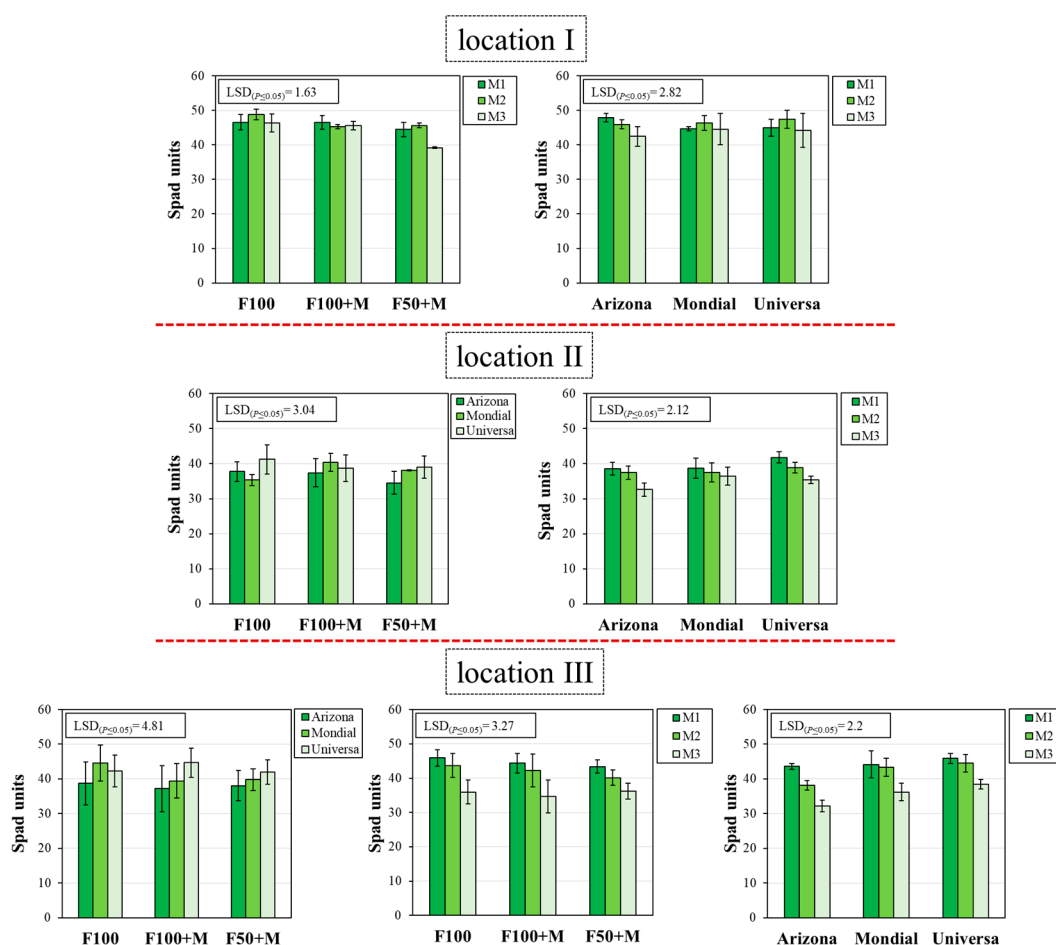 location I
LSD(P≤0.05)= 1.63
M1
M2
M3
Spad units
60
50
40
30
20
10
0
F100 F100+M F50+M
LSD(P≤0.05)= 2.82
M1
M2
M3
Spad units
60
50
40
30
20
10
0
Arizona Mondial Universa
location II
LSD(P≤0.05)= 3.04
Arizona
Mondial
Universa
Spad units
60
50
40
30
20
10
0
F100 F100+M F50+M
LSD(P≤0.05)= 2.12
M1
M2
M3
Spad units
60
50
40
30
20
10
0
Arizona Mondial Universa
location III
LSD(P≤0.05)= 4.81
Arizona
Mondial
Universa
Spad units
60
50
40
30
20
10
0
F100 F100+M F50+M
LSD(P≤0.05)= 3.27
M1
M2
M3
Spad units
60
50
40
30
20
10
0
F100 F100+M F50+M
LSD(P≤0.05)= 2.2
M1
M2
M3
Spad units
60
50
40
30
20
10
0
Arizona Mondial Universa